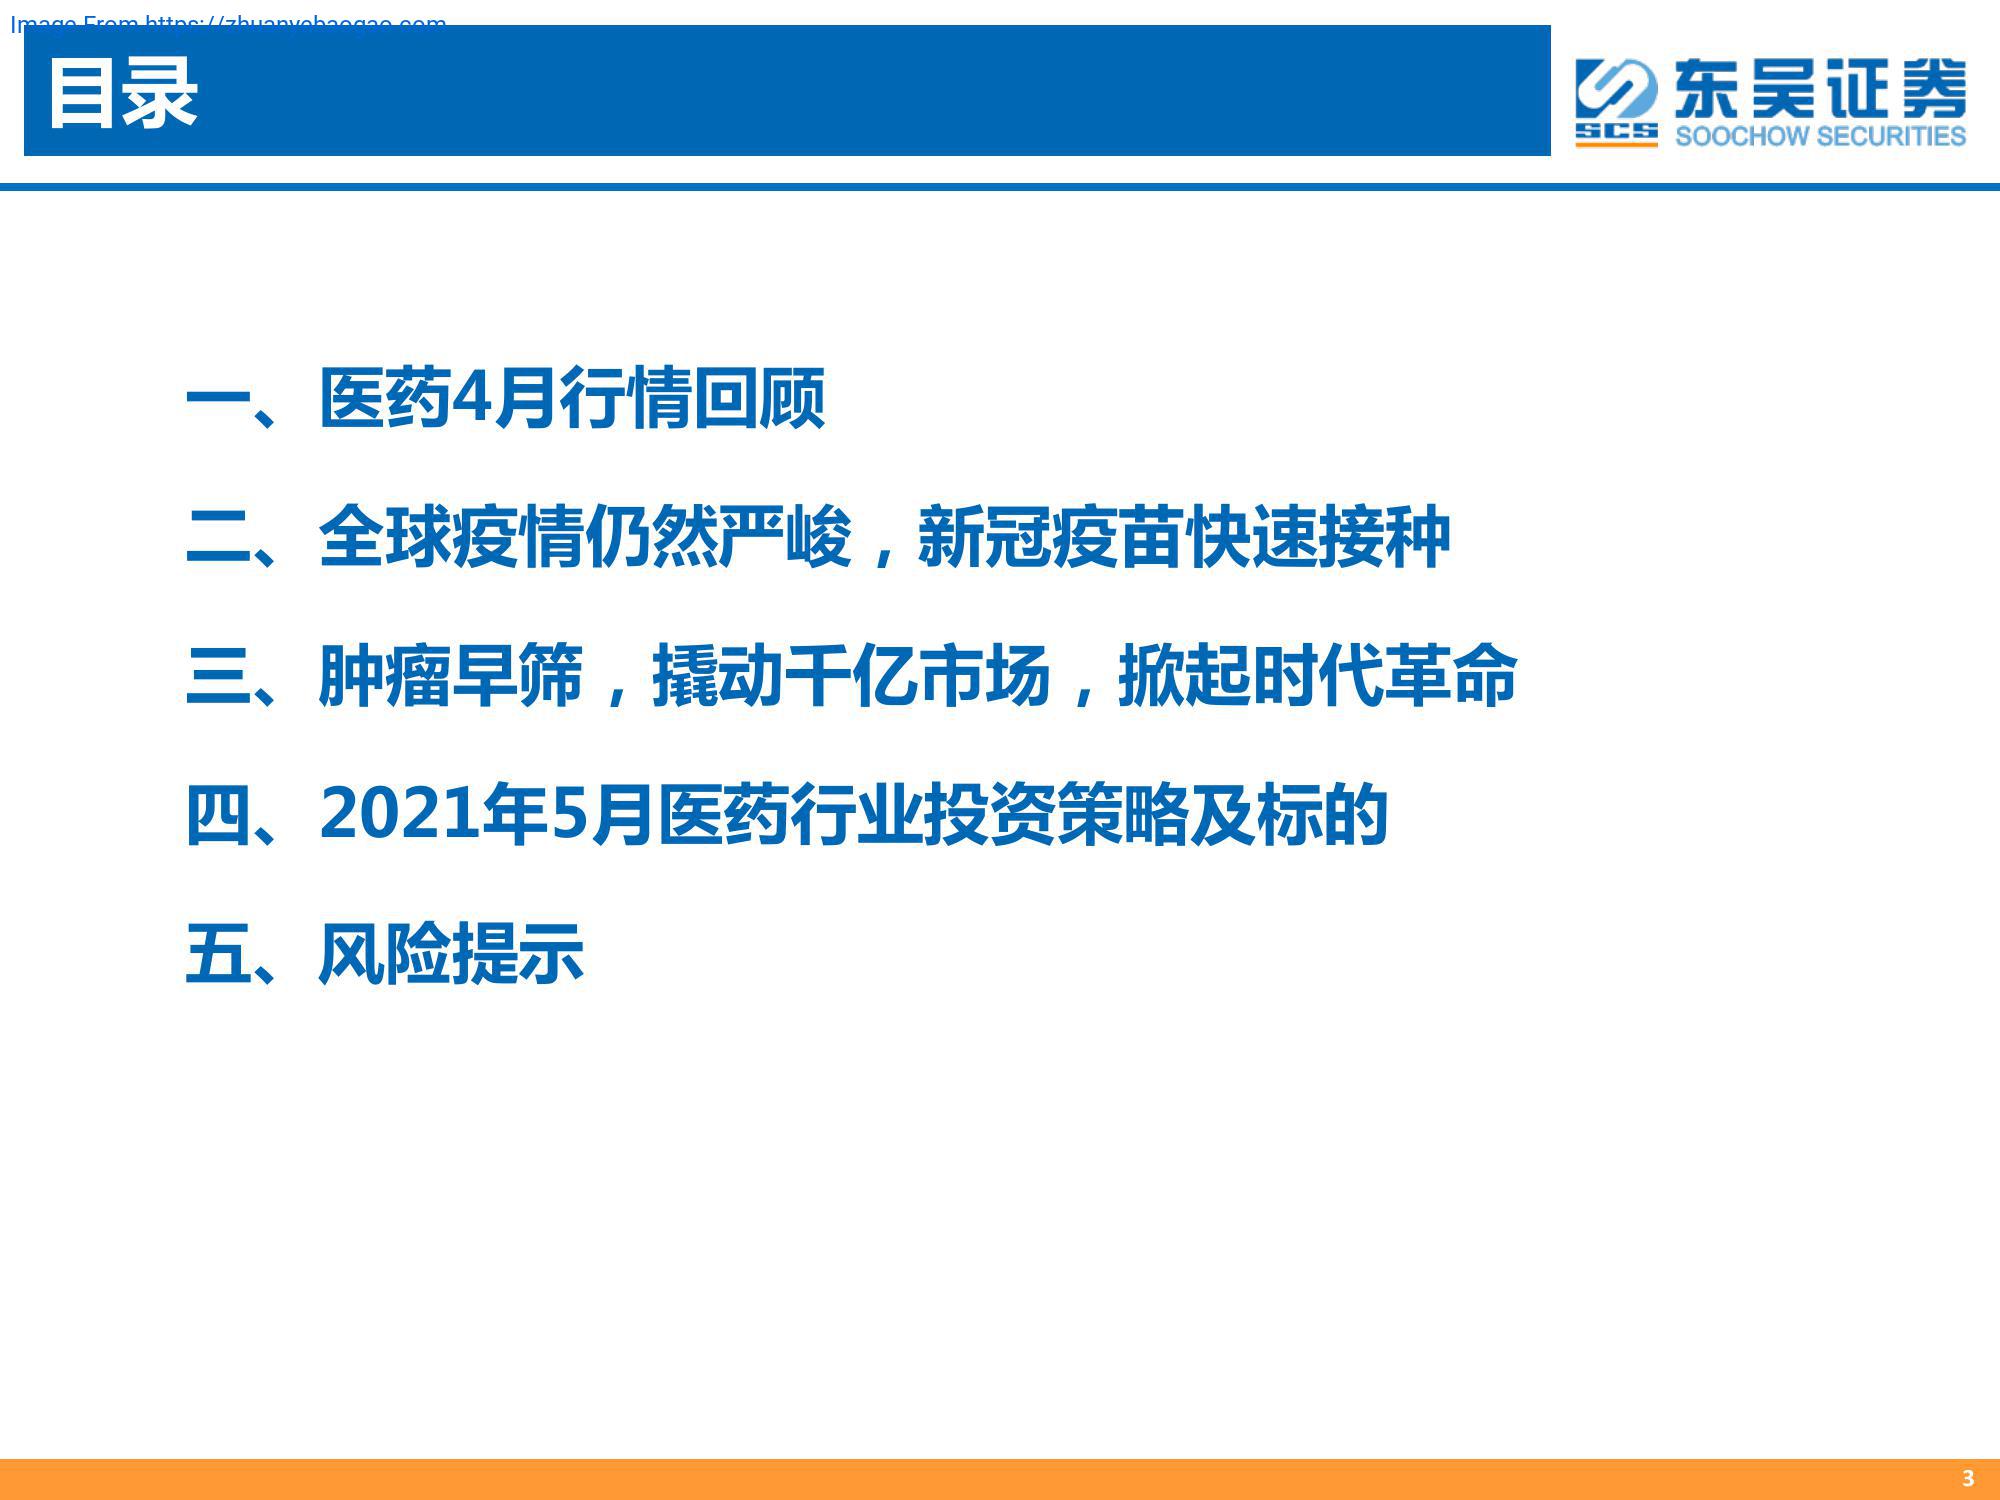 Image From https://zhuanyebaogao.com
目录
东吴证券
SCS
SOOCHOW SECURITIES
一、医药4月行情回顾
二、全球疫情仍然严峻，新冠疫苗快速接种
三、肿瘤早筛，撬动千亿市场，掀起时代革命
四、2021年5月医药行业投资策略及标的
五、风险提示
3